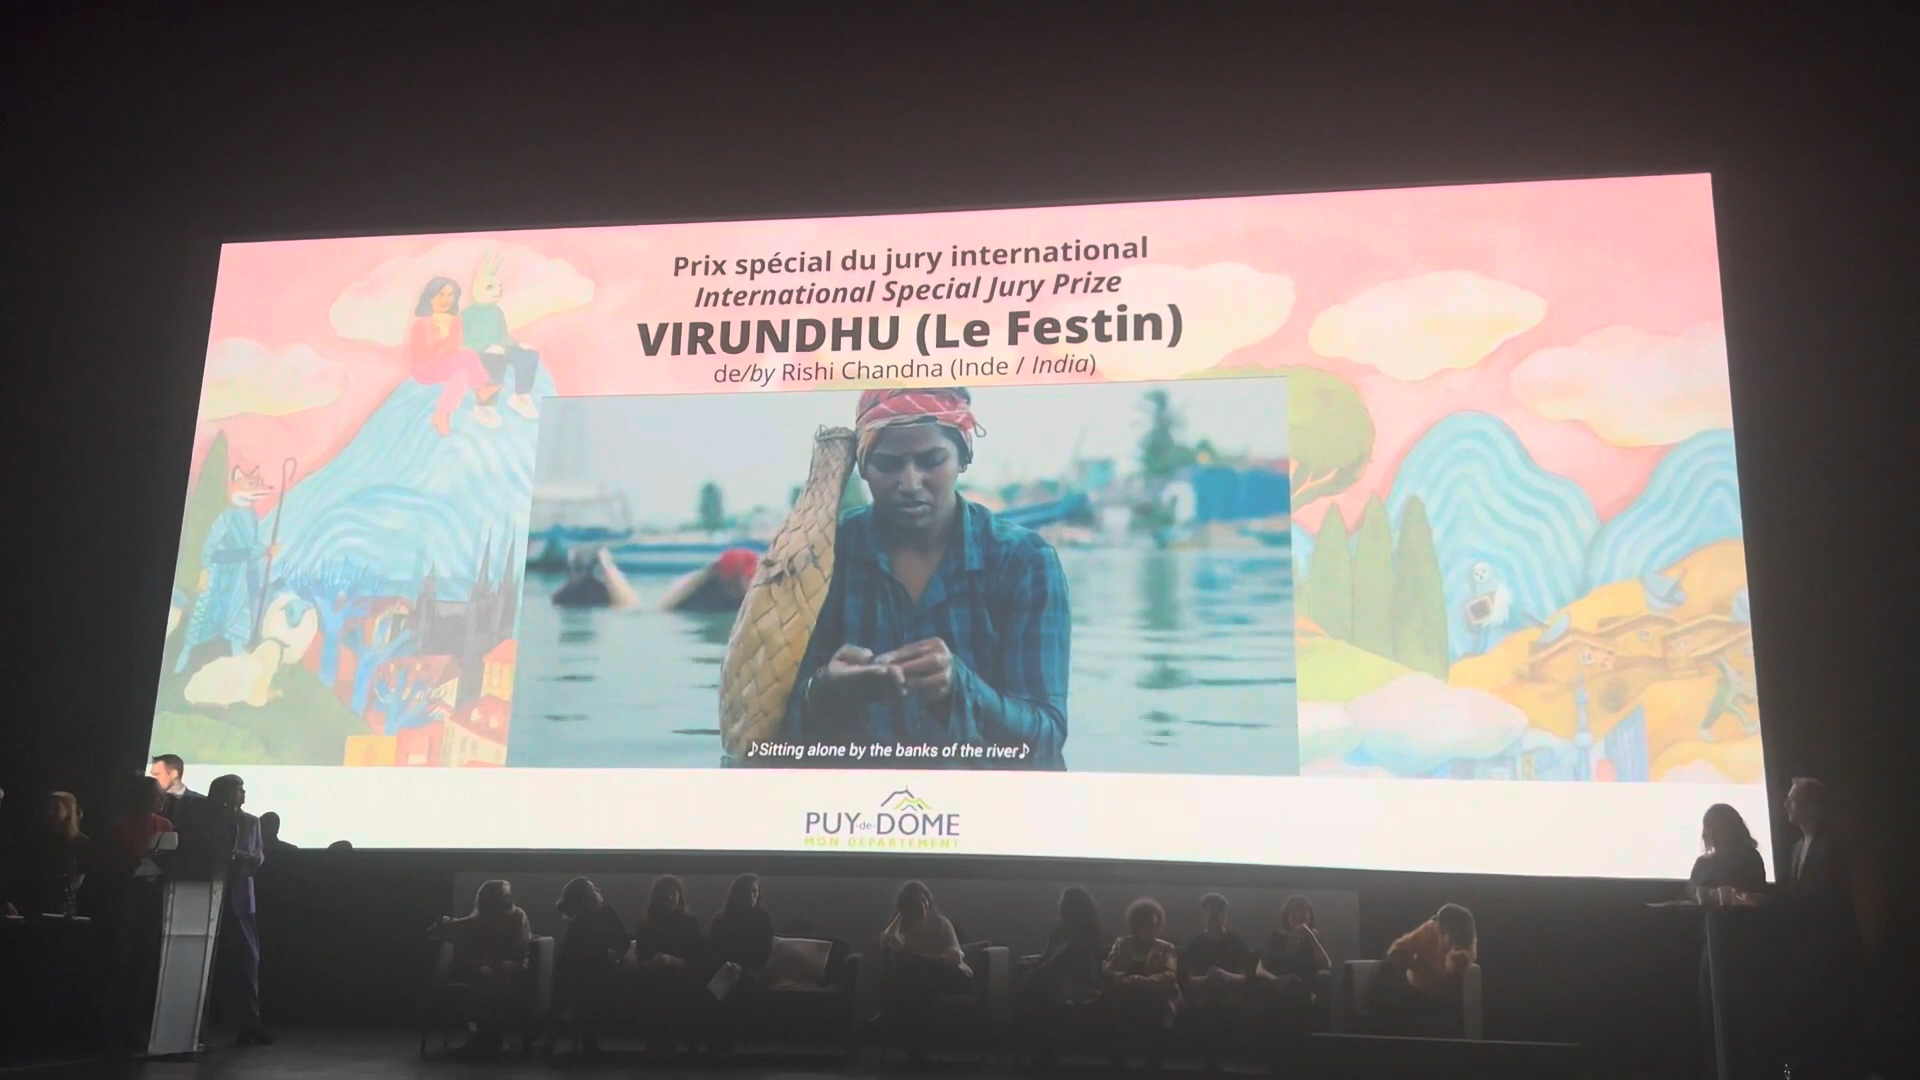 Prix spécial du jury international
International Special Jury Prize
VIRUNDHU (Le Festin)
de/by Rishi Chandna (Inde / India)
♪Sitting alone by the banks of the river♪
PUY-de-DÔME
MON DÉPARTEMENT